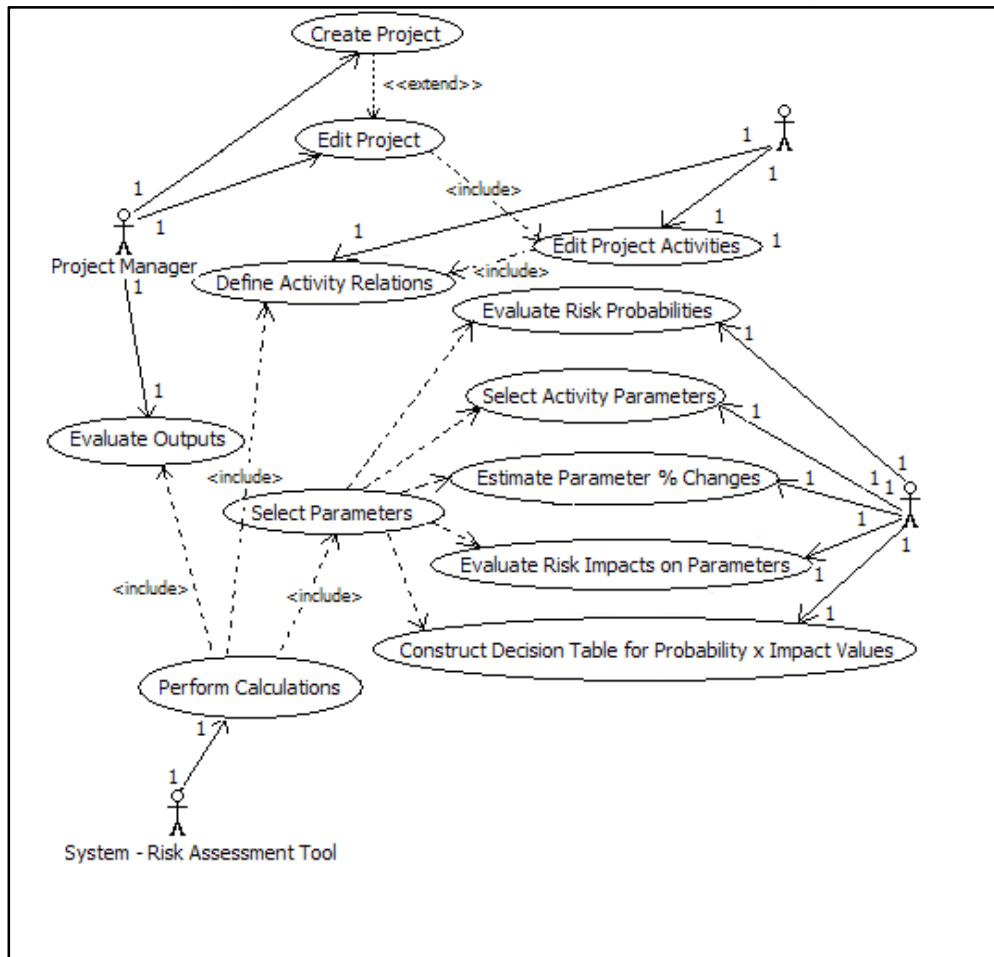 Create Project
<<extend>>
Edit Project
1
1
<include>
1
1
1
1
1
Edit Project Activities
1
Project Manager
<include>
Define Activity Relations
1
Evaluate Risk Probabilities
1
Select Activity Parameters
1
1
Evaluate Outputs
<include>
1
1
1
Estimate Parameter % Changes
1
Select Parameters
1
1
Evaluate Risk Impacts on Parameters
1
<include>
<include>
1
Construct Decision Table for Probability x Impact Values
Perform Calculations
1
1
System - Risk Assessment Tool